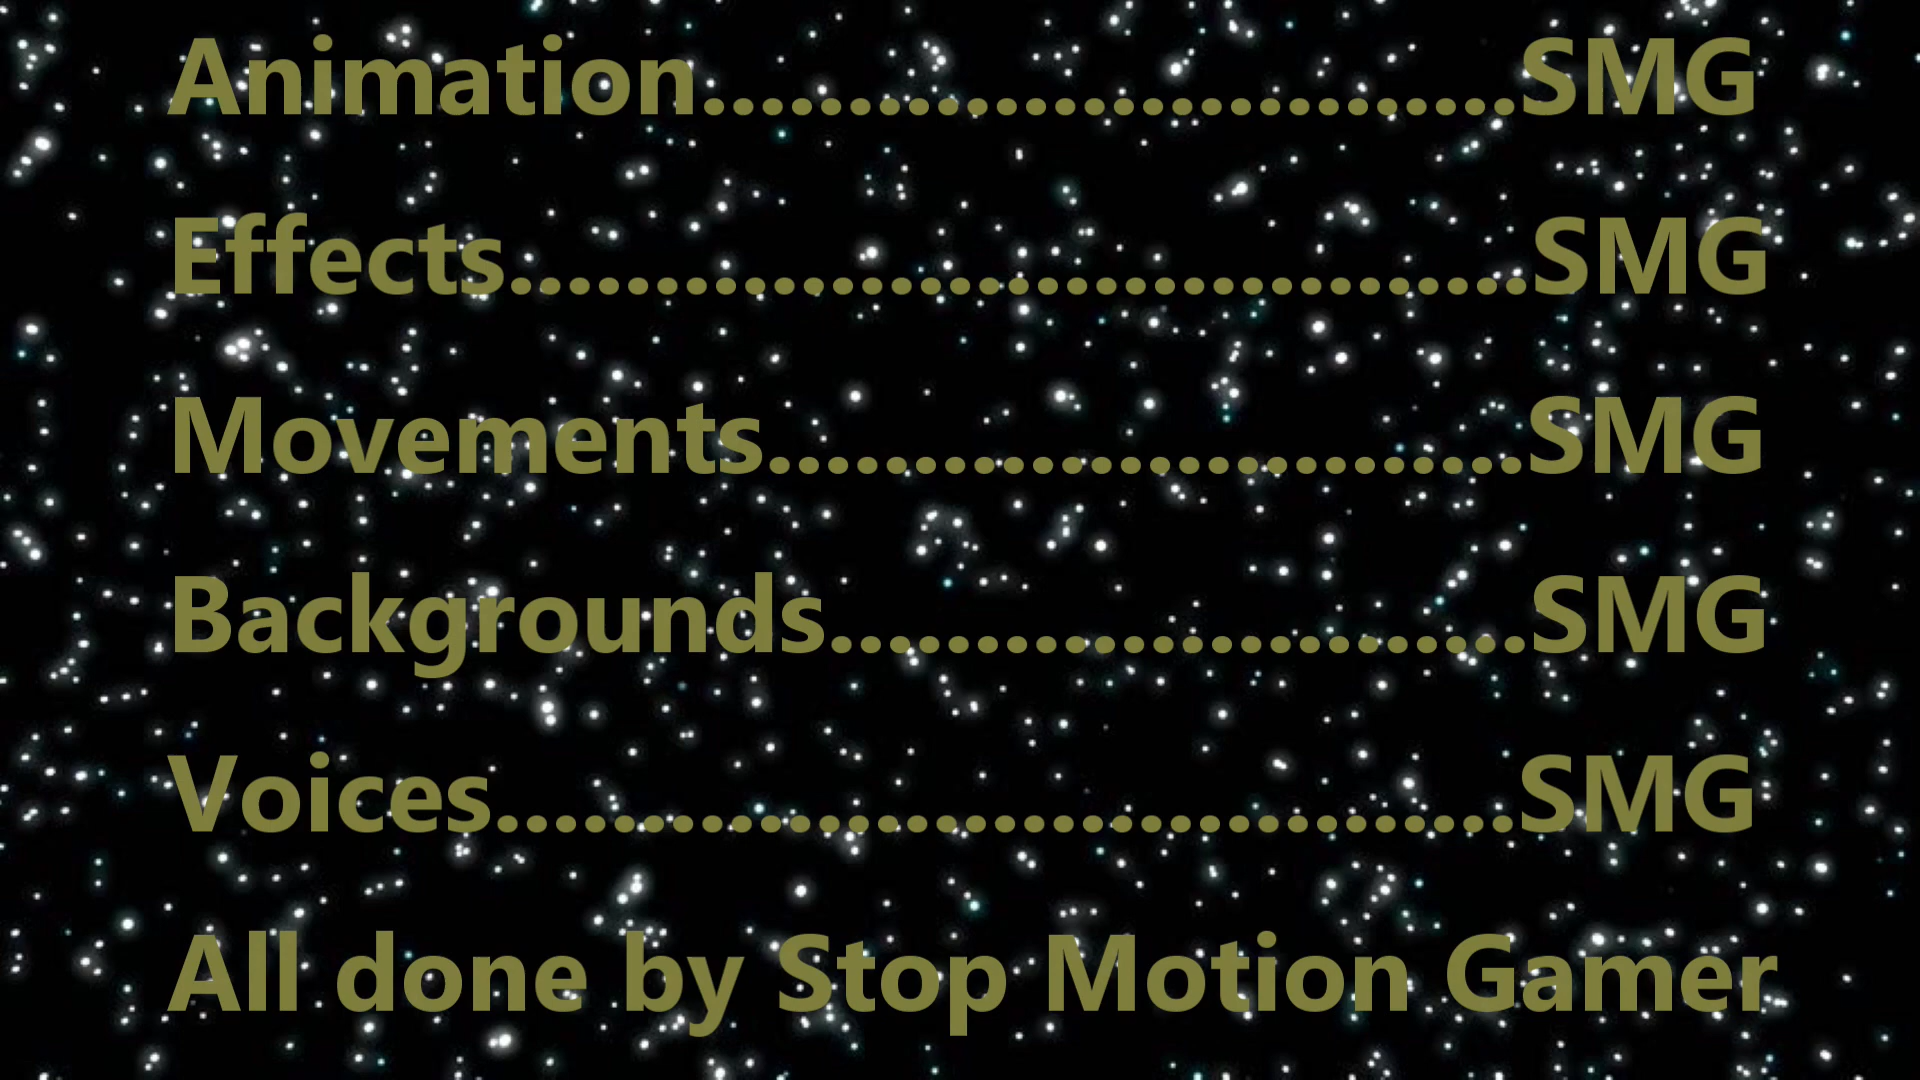 Animation............................SMG
Effects...................................SMG
Movements..........................SMG
Backgrounds........................SMG
Voices...................................SMG
All done by Stop Motion Gamer